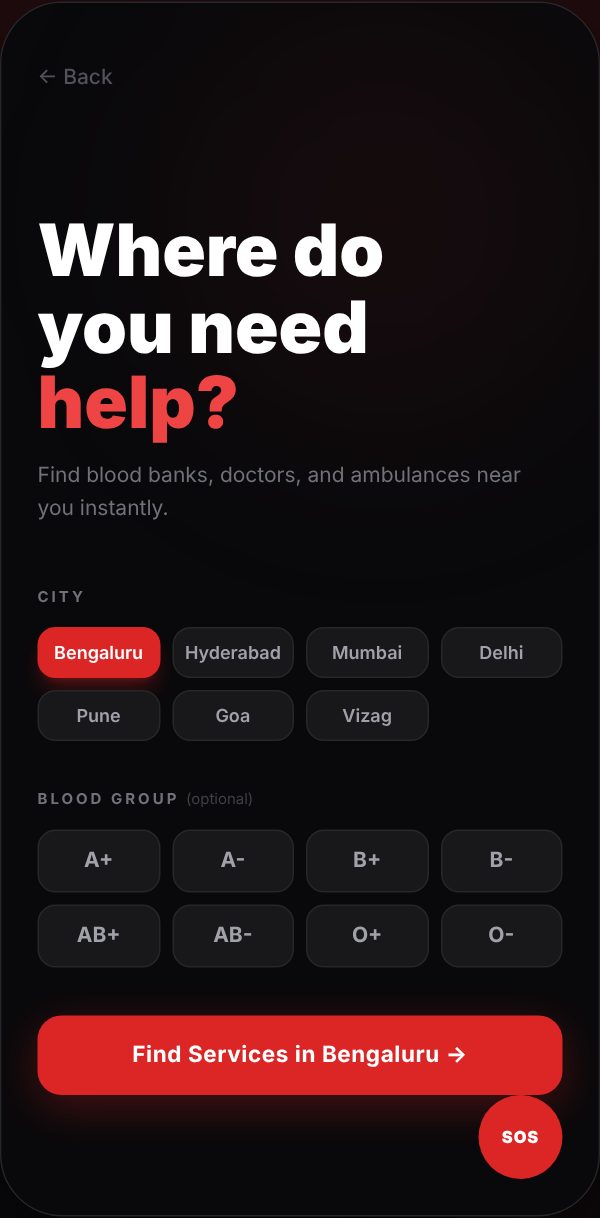 ← Back
Where do
you need
help?
Find blood banks, doctors, and ambulances near
you instantly.
CITY
Bengaluru Hyderabad Mumbai Delhi
Pune Goa Vizag
BLOOD GROUP (optional)
A+ A- B+ B-
AB+ AB- O+ O-
Find Services in Bengaluru →
SOS